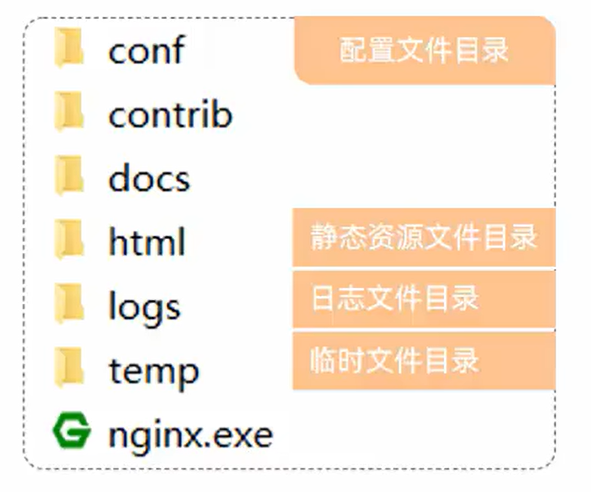 conf 配置文件目录
contrib
docs
html 静态资源文件目录
logs 日志文件目录
temp 临时文件目录
nginx.exe